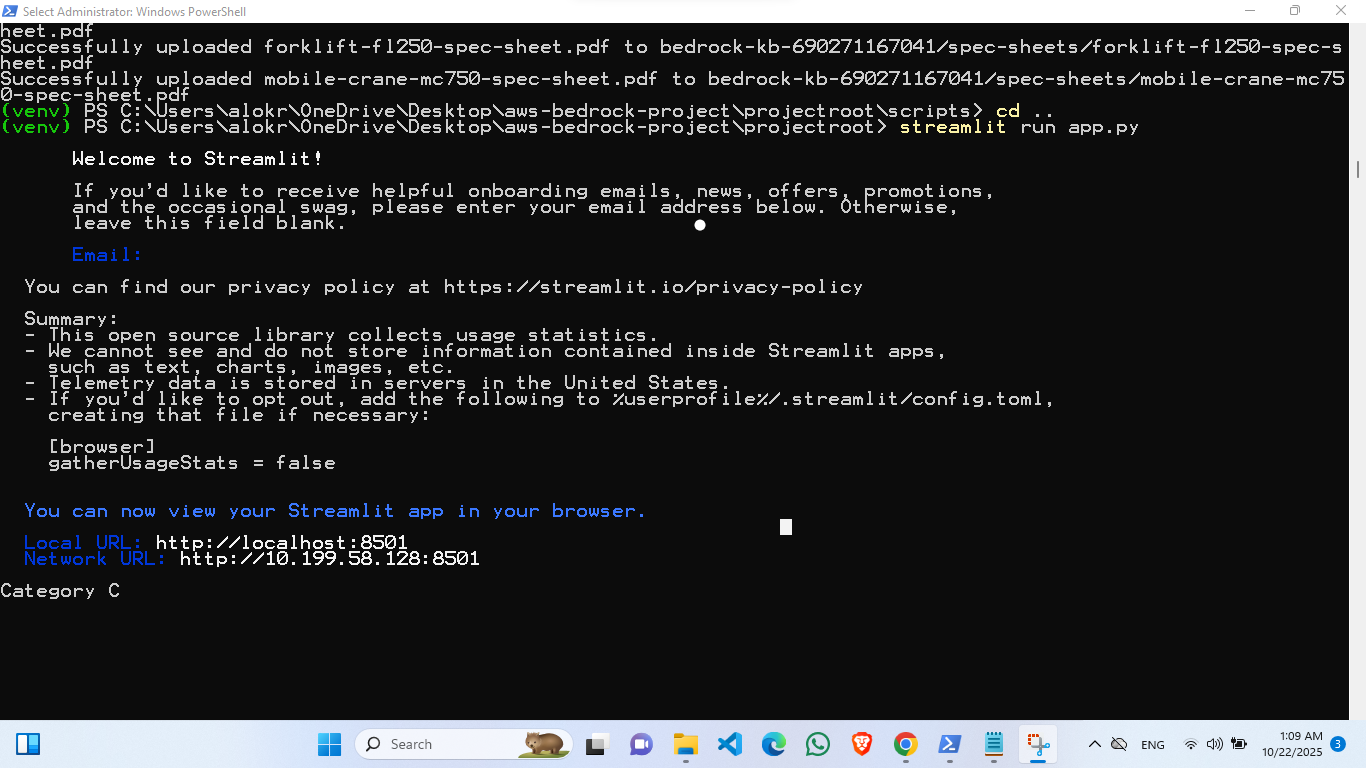 Select Administrator: Windows PowerShell
heet.pdf
Successfully uploaded forklift-fl250-spec-sheet.pdf to bedrock-kb-690271167041/spec-sheets/forklift-fl250-spec-s
heet.pdf
Successfully uploaded mobile-crane-mc750-spec-sheet.pdf to bedrock-kb-690271167041/spec-sheets/mobile-crane-mc75
0-spec-sheet.pdf
(venv) PS C:\Users\alokr\OneDrive\Desktop\aws-bedrock-project\projectroot\scripts> cd ..
(venv) PS C:\Users\alokr\OneDrive\Desktop\aws-bedrock-project\projectroot> streamlit run app.py
Welcome to Streamlit!
If you'd like to receive helpful onboarding emails, news, offers, promotions,
and the occasional swag, please enter your email address below. Otherwise,
leave this field blank.
Email:
You can find our privacy policy at https://streamlit.io/privacy-policy
Summary:
- This open source library collects usage statistics.
- We cannot see and do not store information contained inside Streamlit apps,
such as text, charts, images, etc.
- Telemetry data is stored in servers in the United States.
- If you'd like to opt out, add the following to %userprofile%/.streamlit/config.toml,
creating that file if necessary:
[browser]
gatherUsageStats = false
You can now view your Streamlit app in your browser.
Local URL: http://localhost:8501
Network URL: http://10.199.58.128:8501
Category C
Search
ENG
1:09 AM
10/22/2025
3